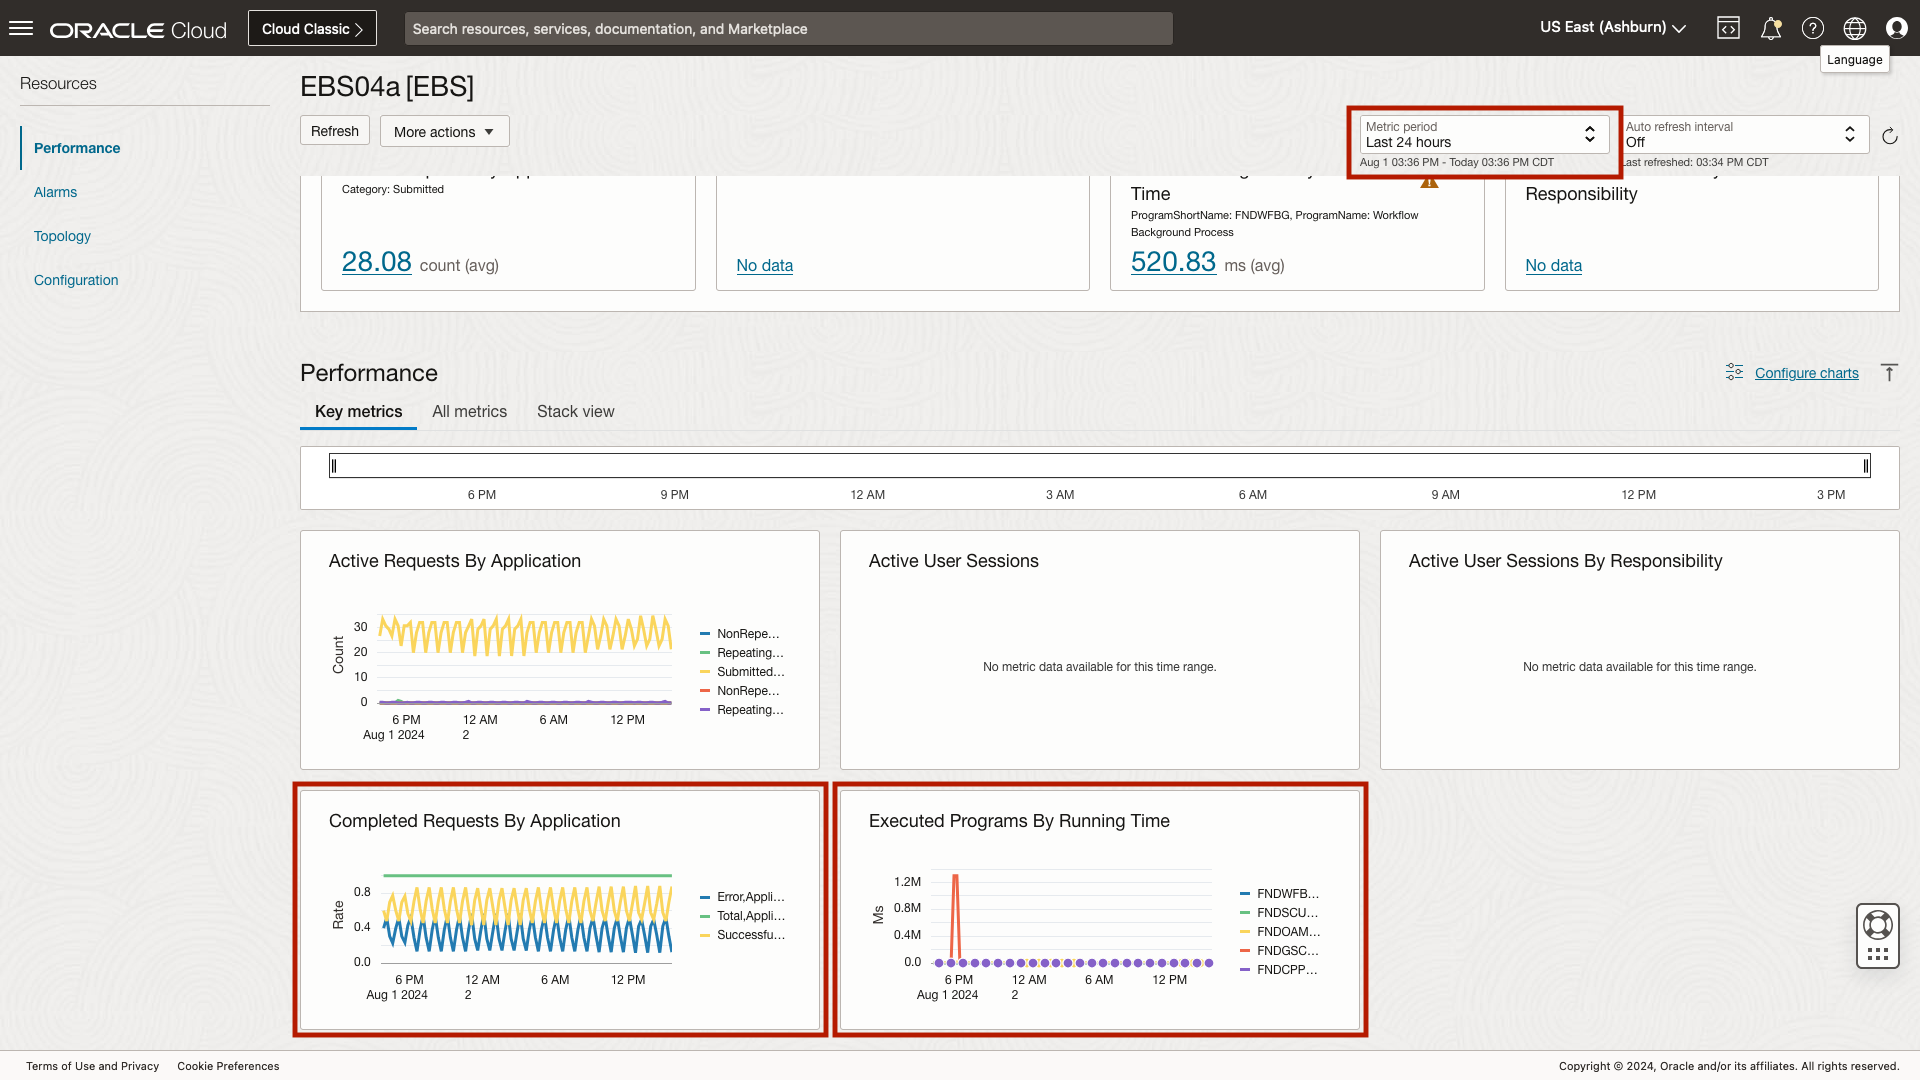 ORACLE Cloud
Cloud Classic
Search resources, services, documentation, and Marketplace
US East (Ashburn)
Language
Resources
Performance
Alarms
Topology
Configuration
EBS04a [EBS]
Refresh
More actions
Metric period
Last 24 hours
Aug 1 03:36 PM - Today 03:36 PM CDT
Auto refresh interval
Off
Last refreshed: 03:34 PM CDT
Category: Submitted
28.08 count (avg)
No data
Time
ProgramShortName: FNDWFBG, ProgramName: Workflow
Background Process
520.83 ms (avg)
Responsibility
No data
Performance
Configure charts
Key metrics
All metrics
Stack view
6 PM 9 PM 12 AM 3 AM 6 AM 9 AM 12 PM 3 PM
Active Requests By Application
Count
30
20
10
0
6 PM 12 AM 6 AM 12 PM
Aug 1 2024 2
NonRepe...
Repeating...
Submitted...
NonRepe...
Repeating...
Active User Sessions
No metric data available for this time range.
Active User Sessions By Responsibility
No metric data available for this time range.
Completed Requests By Application
Rate
0.8
0.4
0.0
6 PM 12 AM 6 AM 12 PM
Aug 1 2024 2
Error,Appli...
Total,Appli...
Successfu...
Executed Programs By Running Time
Ms
1.2M
0.8M
0.4M
0.0
6 PM 12 AM 6 AM 12 PM
Aug 1 2024 2
FNDWFB...
FNDSCU...
FNDOAM...
FNDGSC...
FNDCPP...
Terms of Use and Privacy
Cookie Preferences
Copyright © 2024, Oracle and/or its affiliates. All rights reserved.